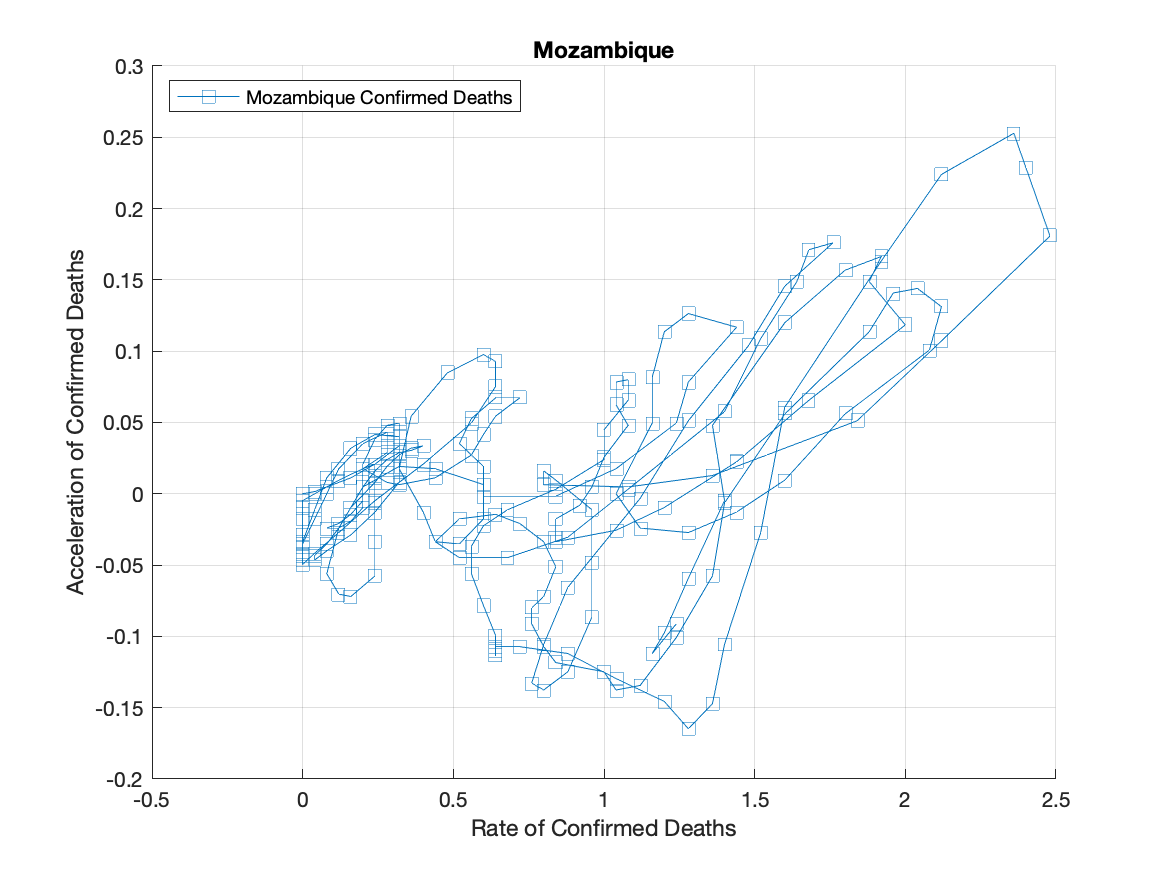 Mozambique
Mozambique Confirmed Deaths
0.3
0.25
0.2
0.15
0.1
0.05
0
-0.05
-0.1
-0.15
-0.2
Acceleration of Confirmed Deaths
-0.5 0 0.5 1 1.5 2 2.5
Rate of Confirmed Deaths